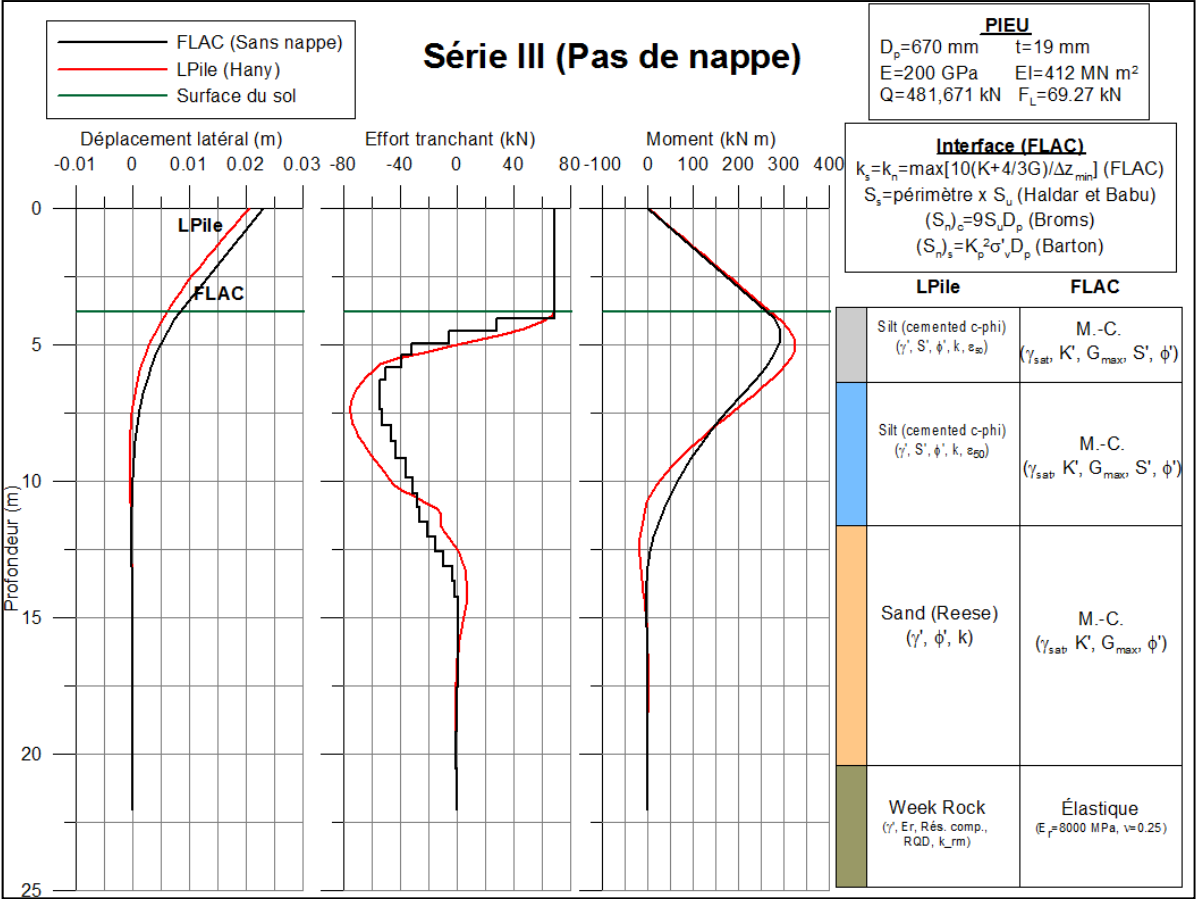 FLAC (Sans nappe)
LPile (Hany)
Surface du sol
Série III (Pas de nappe)
PIEU
Dp=670 mm t=19 mm
E=200 GPa EI=412 MN m²
Q=481,671 kN FL=69.27 kN
Interface (FLAC)
ks=kn=max[10(K+4/3G)/Δzmin] (FLAC)
Ss=périmètre x Su (Haldar et Babu)
(Sn)c=9SuDp (Broms)
(Sn)s=Kp²σ'vDp (Barton)
Déplacement latéral (m)
-0.01 0 0.01 0.02 0.03
Effort tranchant (kN)
-80 -40 0 40 80
Moment (kN m)
-100 0 100 200 300 400
Profondeur (m)
0
5
10
15
20
25
LPile
FLAC
LPile FLAC
Silt (cemented c-phi)
(γ', S', ϕ', k, ε50)
M.-C.
(γsat, K', Gmax, S', ϕ')
Silt (cemented c-phi)
(γ', S', ϕ', k, ε50)
M.-C.
(γsat, K', Gmax, S', ϕ')
Sand (Reese)
(γ', ϕ', k)
M.-C.
(γsat, K', Gmax, ϕ')
Week Rock
(γ', Er, Rés. comp.,
RQD, k_rm)
Élastique
(Er=8000 MPa, ν=0.25)